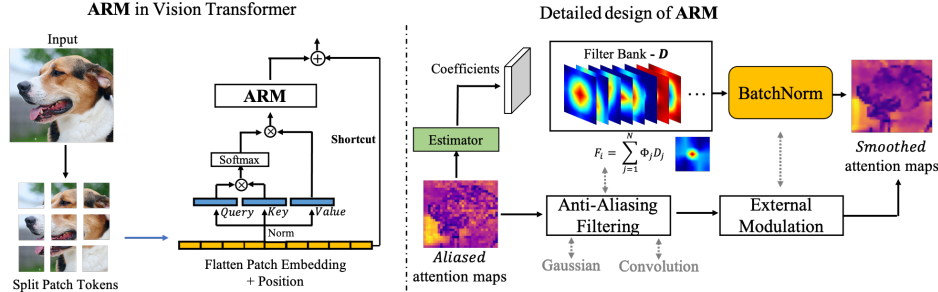 ARM in Vision Transformer
Input
Split Patch Tokens
ARM
Shortcut
Softmax
Query Key Value
Norm
Flatten Patch Embedding
+ Position
Detailed design of ARM
Coefficients
Estimator
Aliased
attention maps
Filter Bank - D
. . .
BatchNorm
F_i = \sum_{j=1}^{N} Φ_j D_j
Smoothed
attention maps
Anti-Aliasing
Filtering
External
Modulation
Gaussian
Convolution